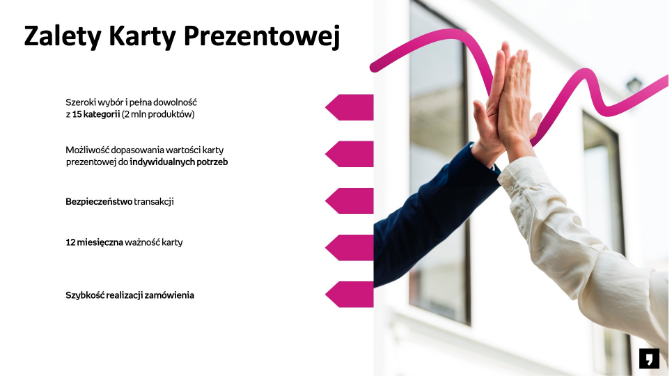 Zalety Karty Prezentowej
Szeroki wybór i pełna dowolność
z 15 kategorii (2 mln produktów)
Możliwość dopasowania wartości karty
prezentowej do indywidualnych potrzeb
Bezpieczeństwo transakcji
12 miesięczna ważność karty
Szybkość realizacji zamówienia